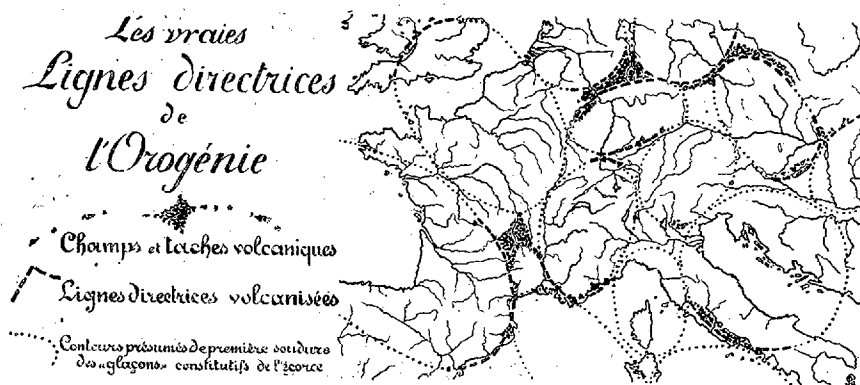 Les vraies
Lignes directrices
de
l'Orogénie
Champs et taches volcaniques
Lignes directrices volcanisées
Contours présumés de première soudure
des "glaçons" constitutifs de l'écorce